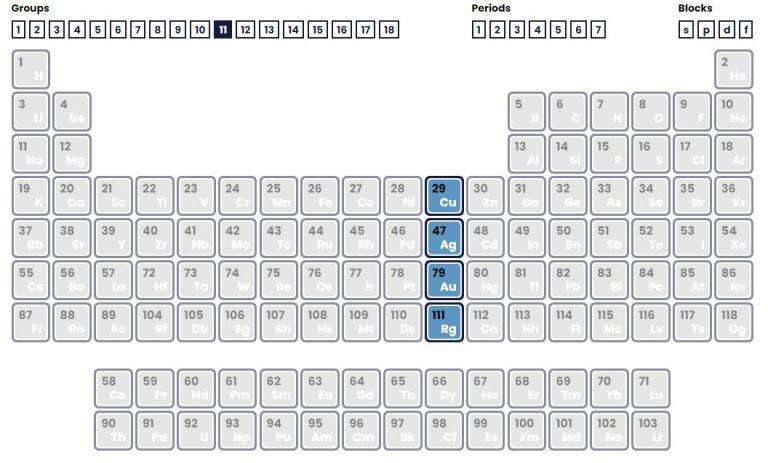 Groups Periods Blocks
1 2 3 4 5 6 7 8 9 10 11 12 13 14 15 16 17 18 1 2 3 4 5 6 7 s p d f
1 2
H He
3 4 5 6 7 8 9 10
Li Be B C N O F Ne
11 12 13 14 15 16 17 18
Na Mg Al Si P S Cl Ar
19 20 21 22 23 24 25 26 27 28 29 30 31 32 33 34 35 36
K Ca Sc Ti V Cr Mn Fe Co Ni Cu Zn Ga Ge As Se Br Kr
37 38 39 40 41 42 43 44 45 46 47 48 49 50 51 52 53 54
Rb Sr Y Zr Nb Mo Tc Ru Rh Pd Ag Cd In Sn Sb Te I Xe
55 56 57 72 73 74 75 76 77 78 79 80 81 82 83 84 85 86
Cs Ba La Hf Ta W Re Os Ir Pt Au Hg Tl Pb Bi Po At Rn
87 88 89 104 105 106 107 108 109 110 111 112 113 114 115 116 117 118
Fr Ra Ac Rf Db Sg Bh Hs Mt Ds Rg Cn Nh Fl Mc Lv Ts Og
58 59 60 61 62 63 64 65 66 67 68 69 70 71
Ce Pr Nd Pm Sm Eu Gd Tb Dy Ho Er Tm Yb Lu
90 91 92 93 94 95 96 97 98 99 100 101 102 103
Th Pa U Np Pu Am Cm Bk Cf Es Fm Md No Lr